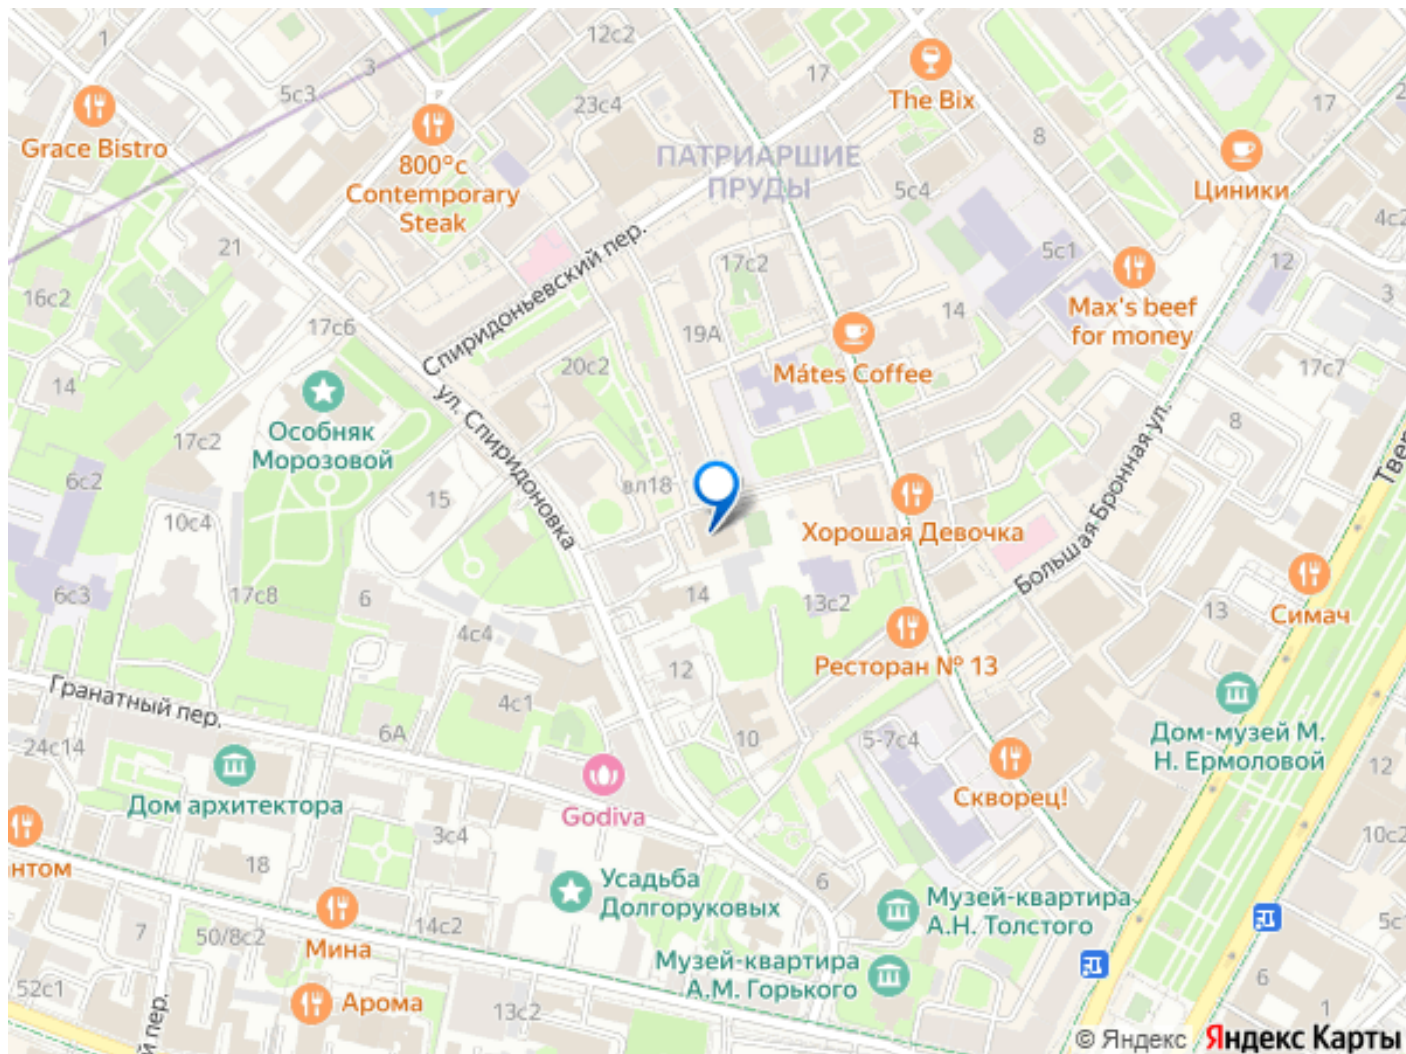 1
3
12с2
17
The Bix
5с3
23с4
8
17
Grace Bistro
800°c
Contemporary
Steak
ПАТРИАРШИЕ
ПРУДЫ
5с4
Циники
4с2
21
Спиридоньевский пер.
17с2
5с1
12
16с2
17с6
19А
14
Max's beef
for money
3
14
20с2
Mátes Coffee
17с7
ул. Спиридоновка
Особняк
Морозовой
17с2
8
Твер
6с2
15
вл18
Большая Бронная ул.
10с4
Хорошая Девочка
6с3
17с8
6
14
13с2
13
Симач
4с4
12
Ресторан № 13
Гранатный пер.
4с1
6А
10
5-7с4
Дом-музей М.
Н. Ермоловой
24с14
12
Дом архитектора
Godiva
Скворец!
3с4
10с2
нтом
18
Усадьба
Долгоруковых
6
Музей-квартира
А.Н. Толстого
7
50/8с2
14с2
5с
Мина
Музей-квартира
А.М. Горького
6
52с1
Арома
13с2
1
й пер.
© Яндекс Яндекс Карты